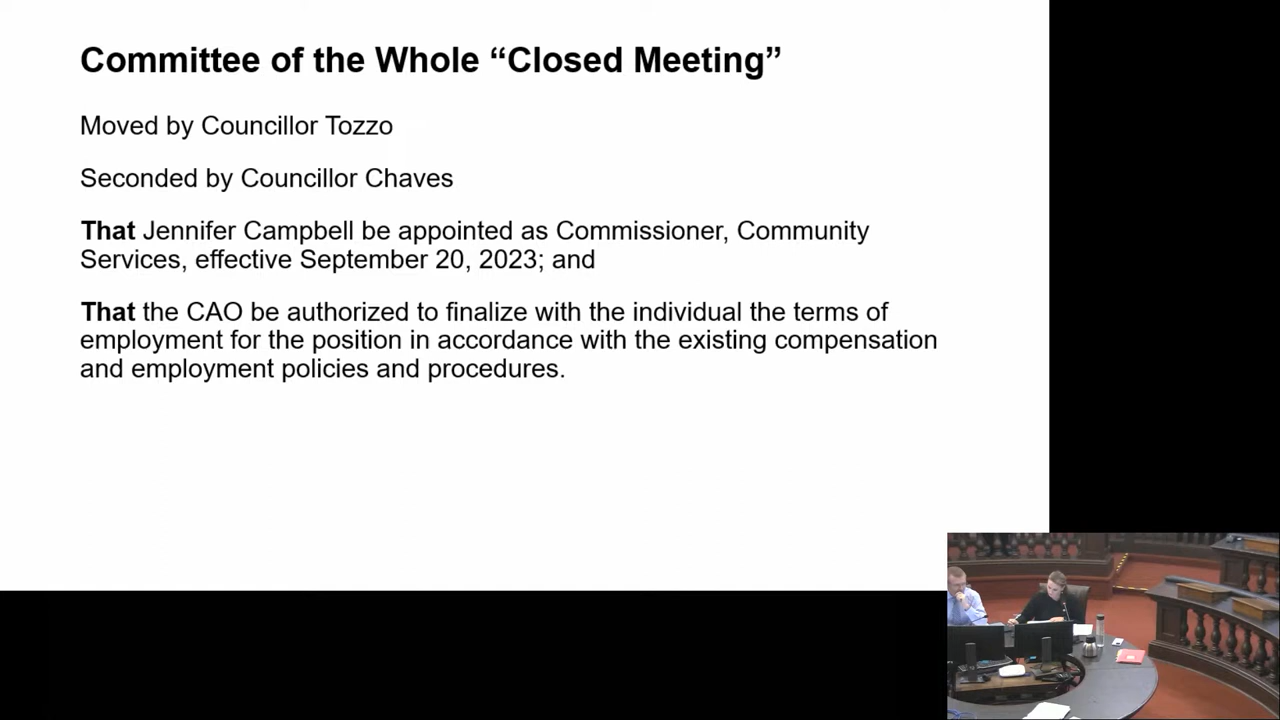 Committee of the Whole “Closed Meeting”
Moved by Councillor Tozzo
Seconded by Councillor Chaves
That Jennifer Campbell be appointed as Commissioner, Community
Services, effective September 20, 2023; and
That the CAO be authorized to finalize with the individual the terms of
employment for the position in accordance with the existing compensation
and employment policies and procedures.